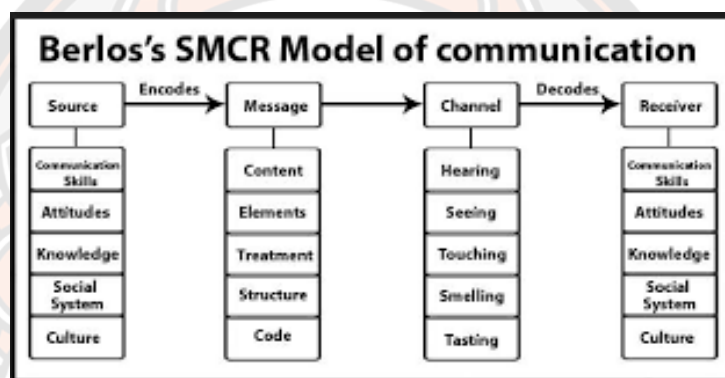 Berlos's SMCR Model of communication
Source
Encodes
Message
Channel
Decodes
Receiver
Communication
Skills
Attitudes
Knowledge
Social
System
Culture
Content
Elements
Treatment
Structure
Code
Hearing
Seeing
Touching
Smelling
Tasting
Communication
Skills
Attitudes
Knowledge
Social
System
Culture